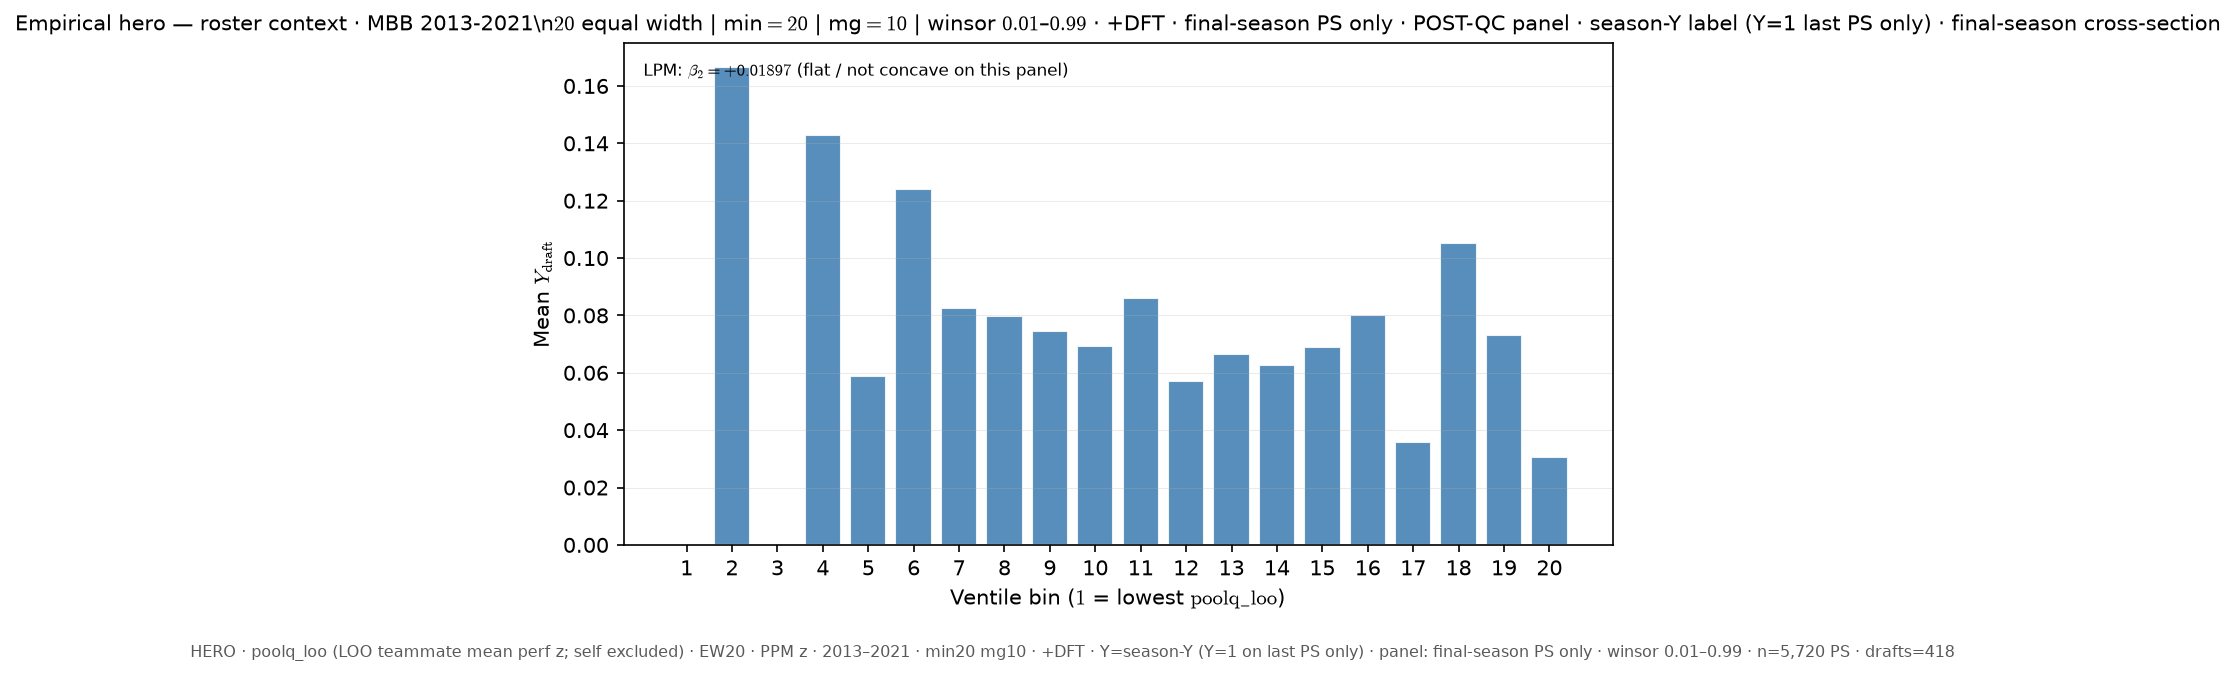 Empirical hero — roster context · MBB 2013-2021\n20 equal width | min = 20 | mg = 10 | winsor 0.01–0.99 · +DFT · final-season PS only · POST-QC panel · season-Y label (Y=1 last PS only) · final-season cross-section
LPM: β₂ = +0.01897 (flat / not concave on this panel)
0.16
0.14
0.12
0.10
0.08
0.06
0.04
0.02
0.00
Mean Y_draft
1 2 3 4 5 6 7 8 9 10 11 12 13 14 15 16 17 18 19 20
Ventile bin (1 = lowest poolq_loo)
HERO · poolq_loo (LOO teammate mean perf z; self excluded) · EW20 · PPM z · 2013–2021 · min20 mg10 · +DFT · Y=season-Y (Y=1 on last PS only) · panel: final-season PS only · winsor 0.01–0.99 · n=5,720 PS · drafts=418